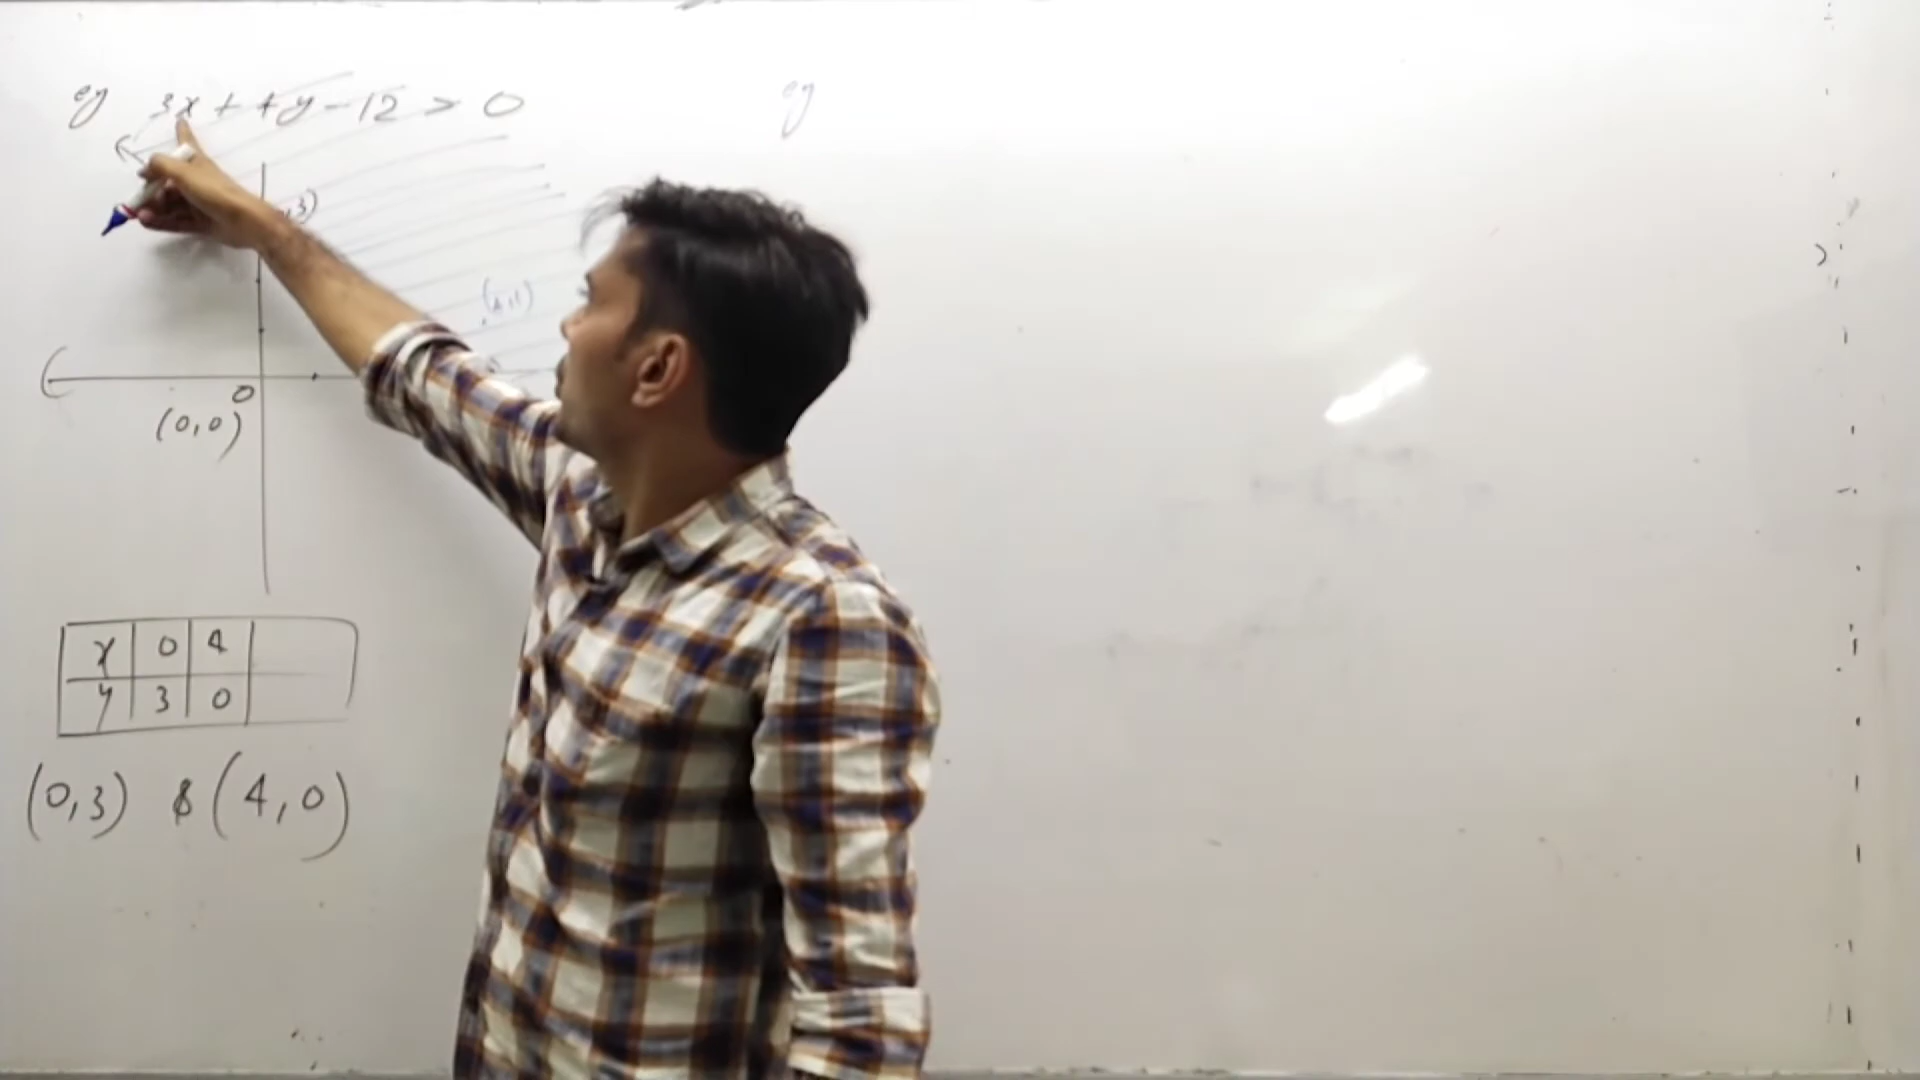 eg 3x + 4y - 12 > 0
eg
,3)
(4,1)
0
(0,0)
x 0 4
y 3 0
(0,3) & (4,0)